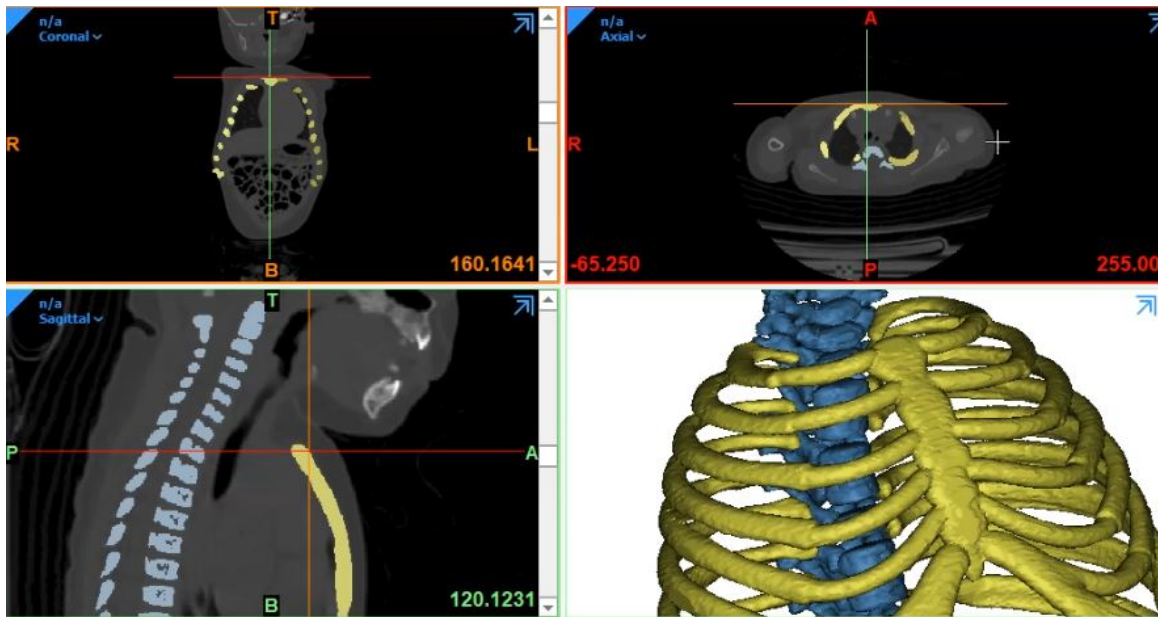 n/a
Coronal
T
R
L
B
160.1641
n/a
Axial
A
R
-65.250
P
255.00
n/a
Sagittal
T
P
A
B
120.1231